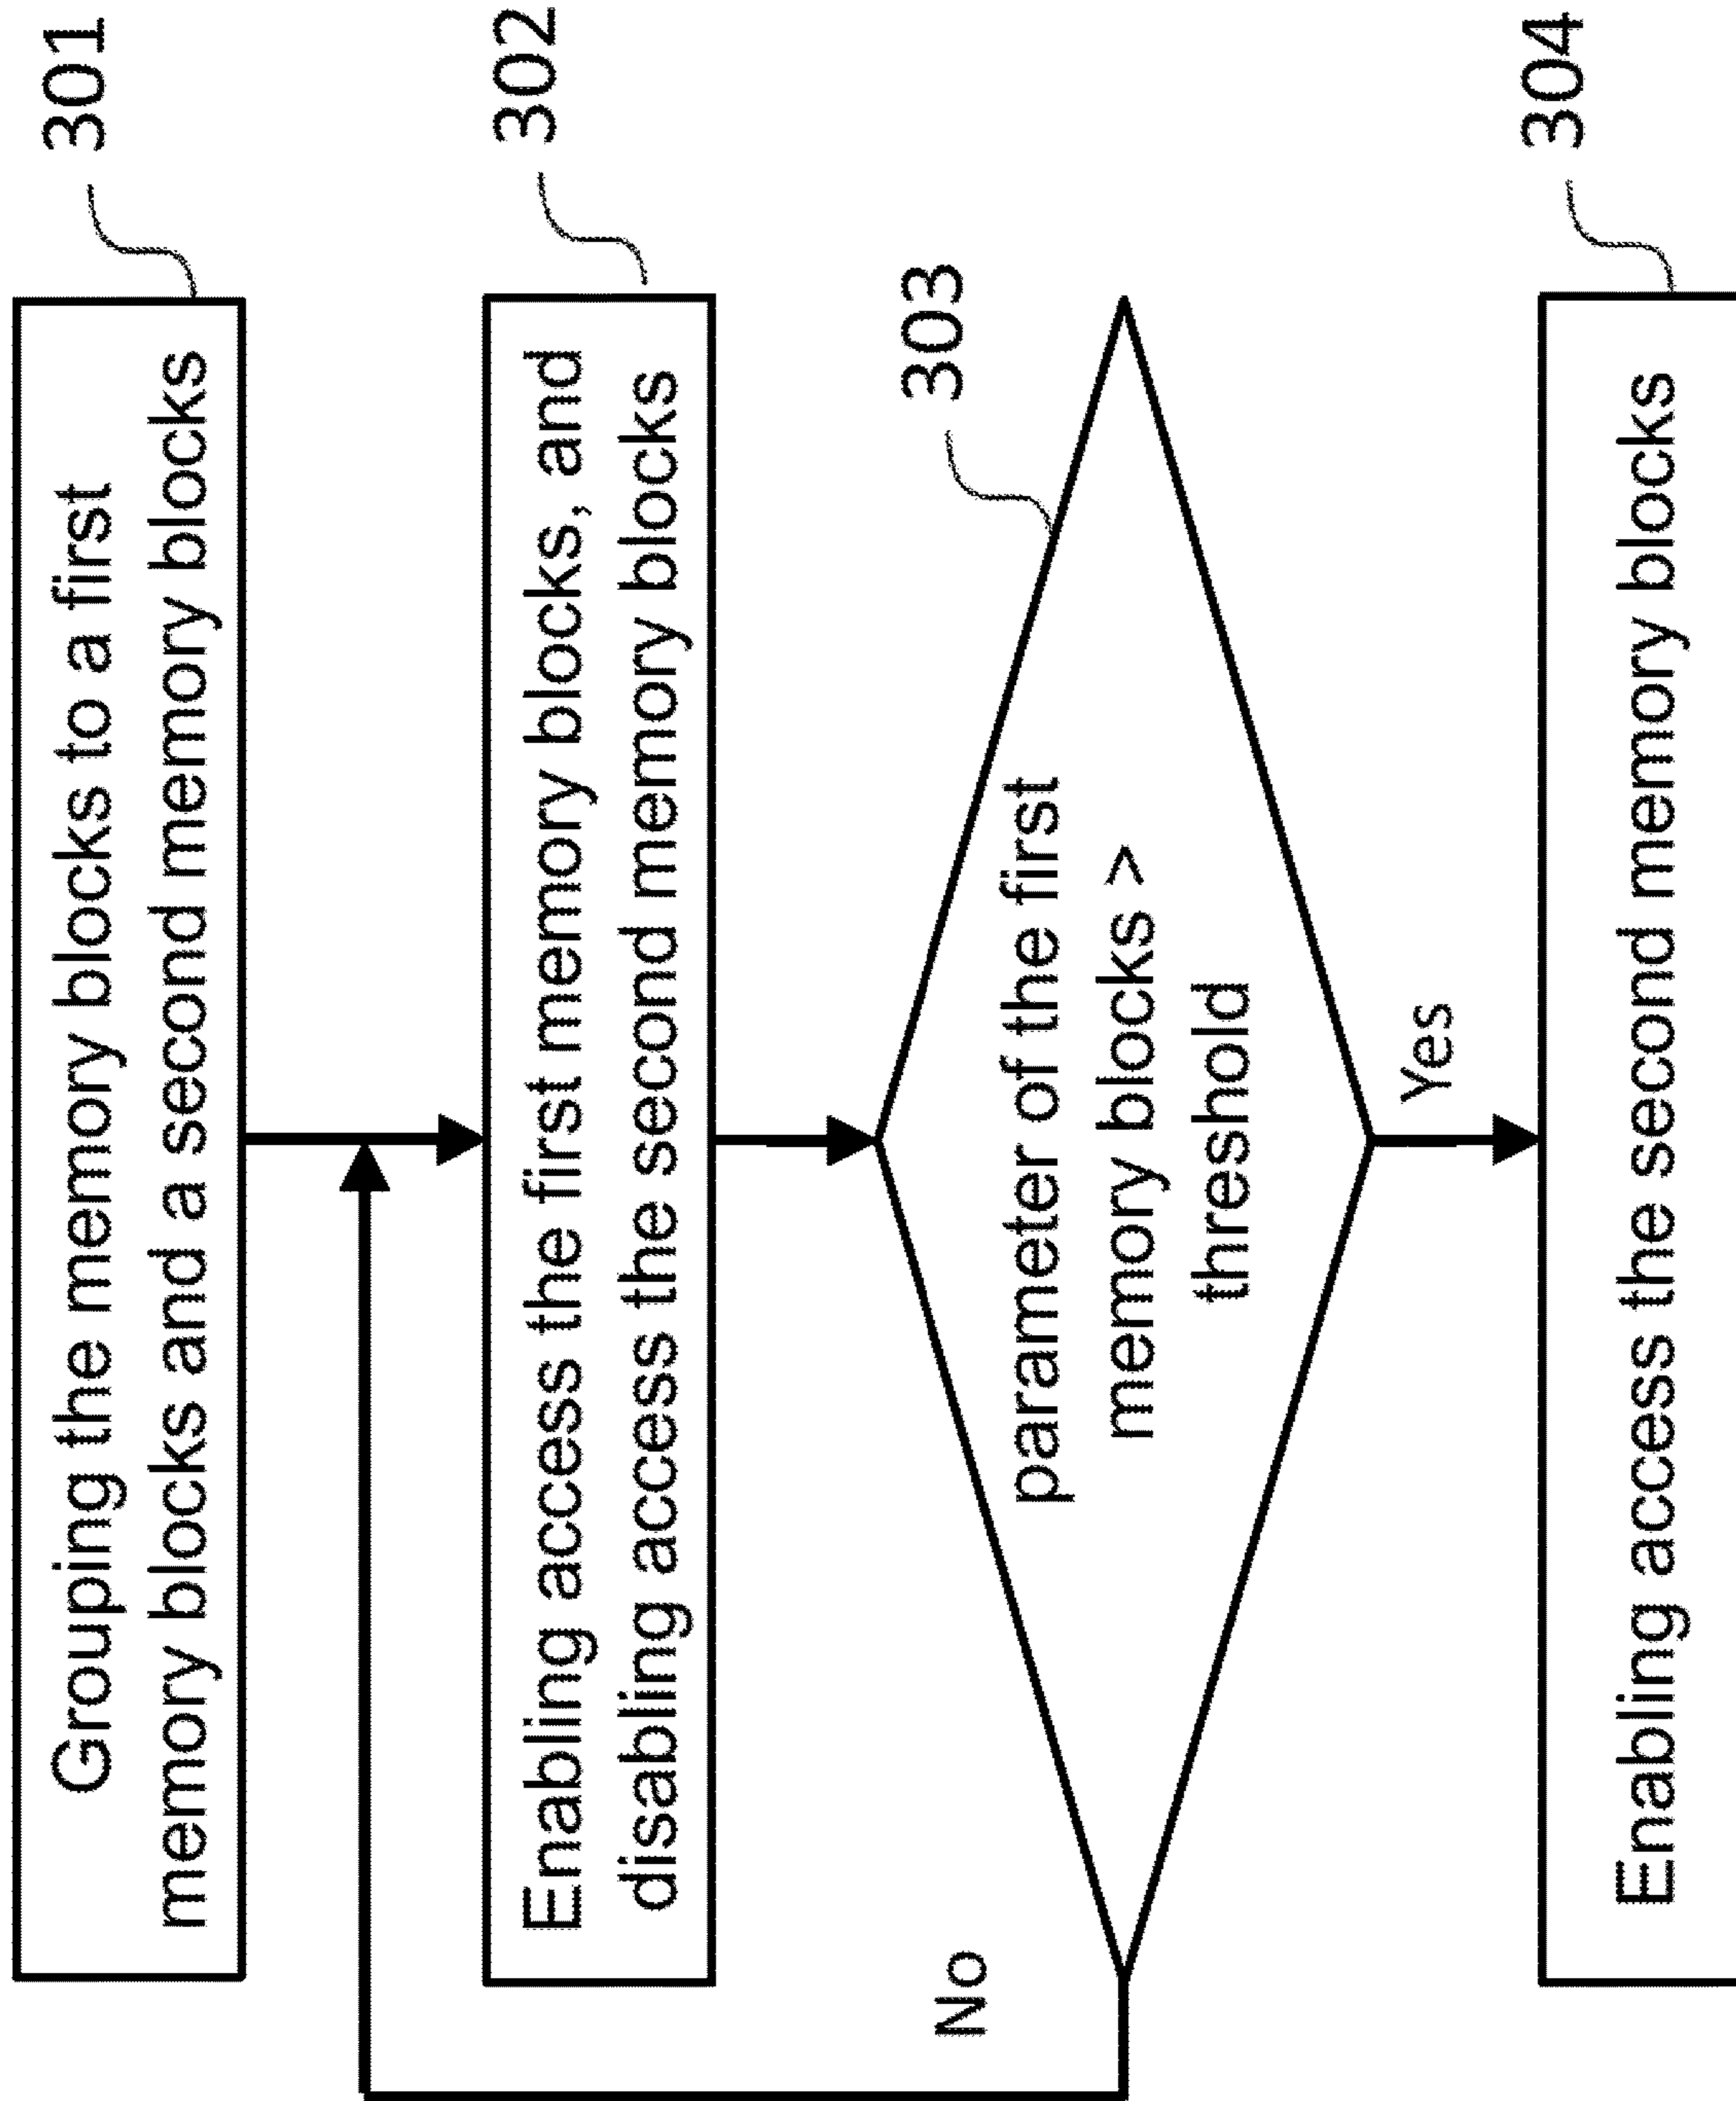 Grouping the memory blocks to a first
memory blocks and a second memory blocks
301
Enabling access the first memory blocks, and
disabling access the second memory blocks
302
303
parameter of the first
memory blocks >
threshold
No
Yes
Enabling access the second memory blocks
304